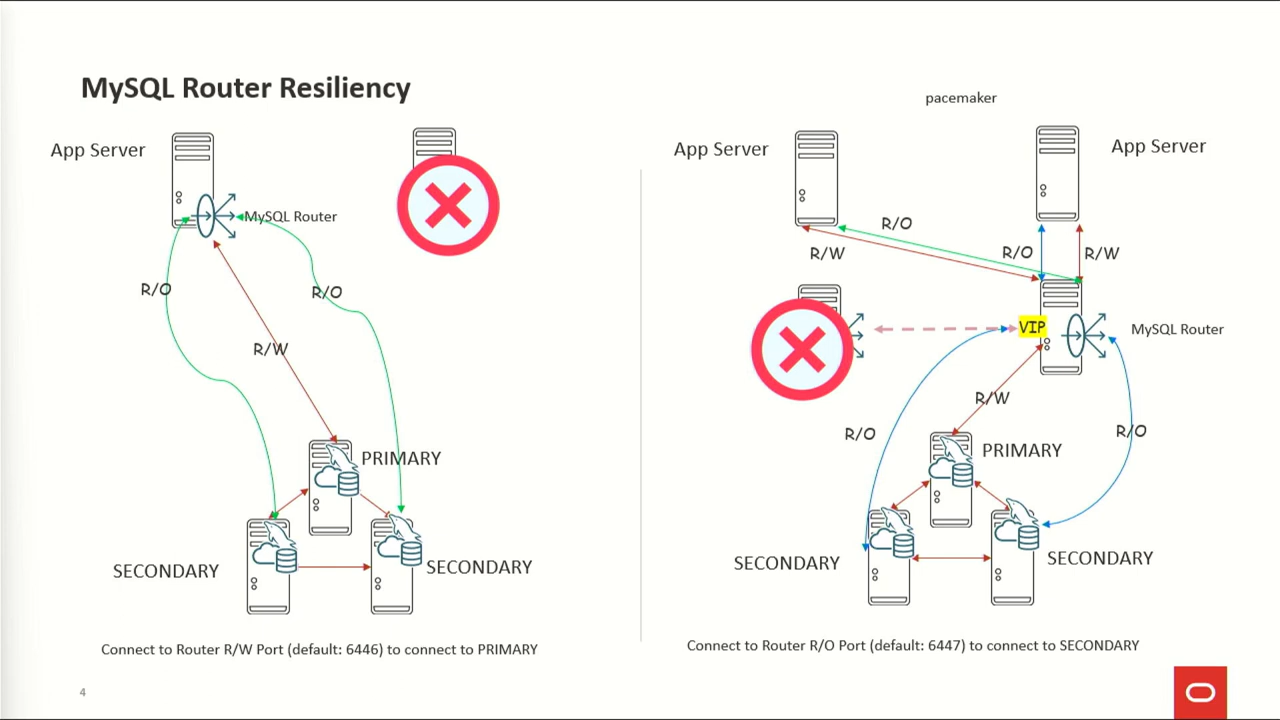 MySQL Router Resiliency
App Server
MySQL Router
R/O
R/O
R/W
PRIMARY
SECONDARY
SECONDARY
Connect to Router R/W Port (default: 6446) to connect to PRIMARY
pacemaker
App Server
App Server
R/O
R/W
R/O
R/W
VIP
MySQL Router
R/W
R/O
R/O
PRIMARY
SECONDARY
SECONDARY
Connect to Router R/O Port (default: 6447) to connect to SECONDARY
4